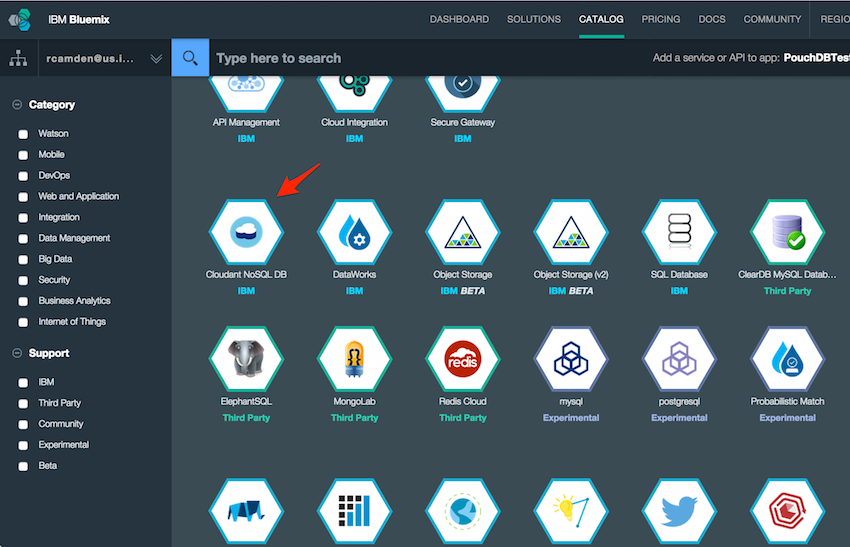 IBM Bluemix
DASHBOARD SOLUTIONS CATALOG PRICING DOCS COMMUNITY REGIO
rcamden@us.i... Type here to search Add a service or API to app: PouchDBTest
Category
Watson
Mobile
DevOps
Web and Application
Integration
Data Management
Big Data
Security
Business Analytics
Internet of Things
Support
IBM
Third Party
Community
Experimental
Beta
API Management Cloud Integration Secure Gateway
IBM IBM IBM
Cloudant NoSQL DB DataWorks Object Storage Object Storage (v2) SQL Database ClearDB MySQL Datab...
IBM IBM IBM BETA IBM BETA IBM Third Party
redis
ElephantSQL MongoLab Redis Cloud mysql postgresql Probabilistic Match
Third Party Third Party Third Party Experimental Experimental Experimental